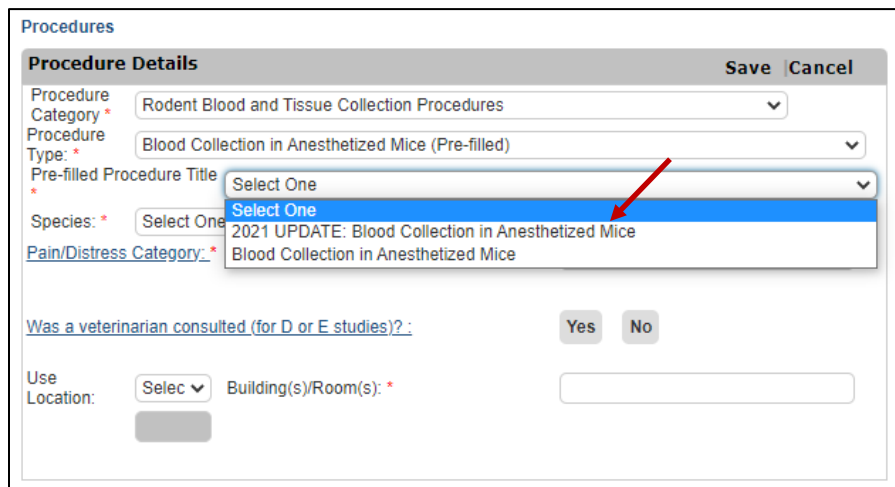 Procedures
Procedure Details Save |Cancel
Procedure Category * Rodent Blood and Tissue Collection Procedures
Procedure Type: * Blood Collection in Anesthetized Mice (Pre-filled)
Pre-filled Procedure Title * Select One
Select One
2021 UPDATE: Blood Collection in Anesthetized Mice
Blood Collection in Anesthetized Mice
Species: * Select One
Pain/Distress Category: *
Was a veterinarian consulted (for D or E studies)? : Yes No
Use Location: Selec Building(s)/Room(s): *